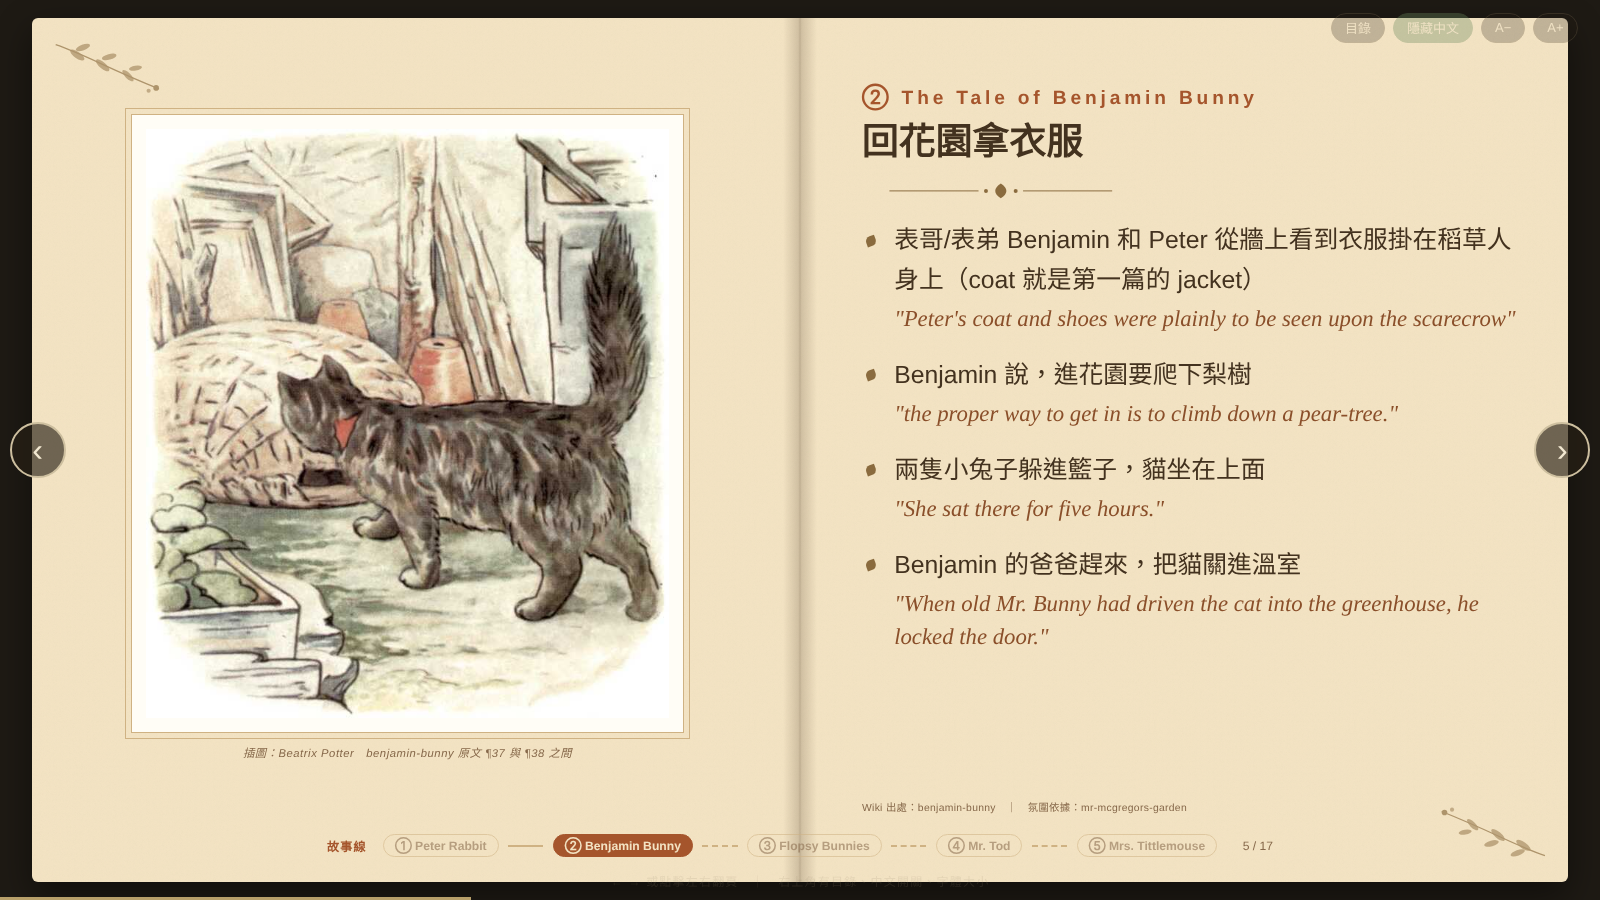 目錄 隱藏中文 A− A+
② The Tale of Benjamin Bunny
回花園拿衣服
表哥/表弟 Benjamin 和 Peter 從牆上看到衣服掛在稻草人
身上（coat 就是第一篇的 jacket）
"Peter's coat and shoes were plainly to be seen upon the scarecrow"
Benjamin 說，進花園要爬下梨樹
"the proper way to get in is to climb down a pear-tree."
兩隻小兔子躲進籃子，貓坐在上面
"She sat there for five hours."
Benjamin 的爸爸趕來，把貓關進溫室
"When old Mr. Bunny had driven the cat into the greenhouse, he
locked the door."
插圖：Beatrix Potter benjamin-bunny 原文 ¶37 與 ¶38 之間
Wiki 出處：benjamin-bunny ｜ 氛圍依據：mr-mcgregors-garden
故事線 ① Peter Rabbit ② Benjamin Bunny ③ Flopsy Bunnies ④ Mr. Tod ⑤ Mrs. Tittlemouse 5 / 17